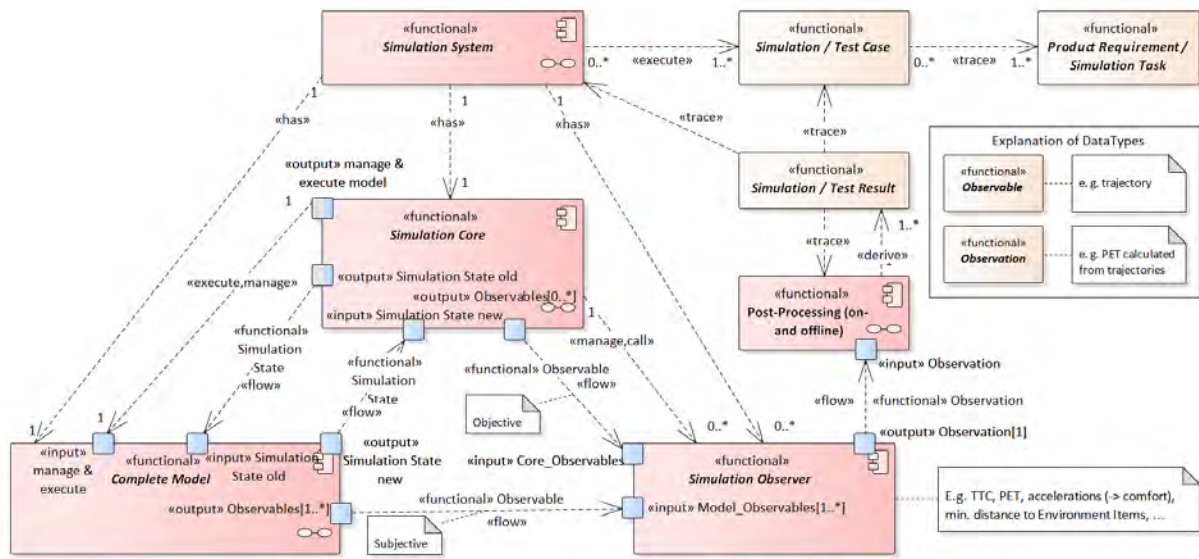 «functional»
Simulation System
«functional»
Simulation / Test Case
«functional»
Product Requirement /
Simulation Task
0..*
«execute»
1..*
0..*
«trace»
1..*
1
«has»
1
«has»
1
«has»
«trace»
«trace»
«functional»
Simulation / Test Result
Explanation of DataTypes
«functional»
Observable
e. g. trajectory
«functional»
Observation
e. g. PET calculated
from trajectories
«output» manage &
execute model
1
1
«functional»
Simulation Core
«output» Simulation State old
«output» Observables[0..*]
«input» Simulation State new
1
«trace»
1..*
«derive»
«functional»
Post-Processing (on-
and offline)
«execute,manage»
«functional»
Simulation
State
«flow»
«functional»
Simulation
State
«flow»
«manage,call»
«functional» Observable
«flow»
Objective
«input» Observation
«flow»
«functional» Observation
0..*
0..*
«output» Observation[1]
1
1
«input»
manage &
execute
«functional»
Complete Model
«input» Simulation
State old
«output»
Simulation State
new
«output» Observables[1..*]
«functional» Observable
«flow»
Subjective
«input» Core_Observables
«functional»
Simulation Observer
«input» Model_Observables[1..*]
E.g. TTC, PET, accelerations (-> comfort),
min. distance to Environment Items, ...